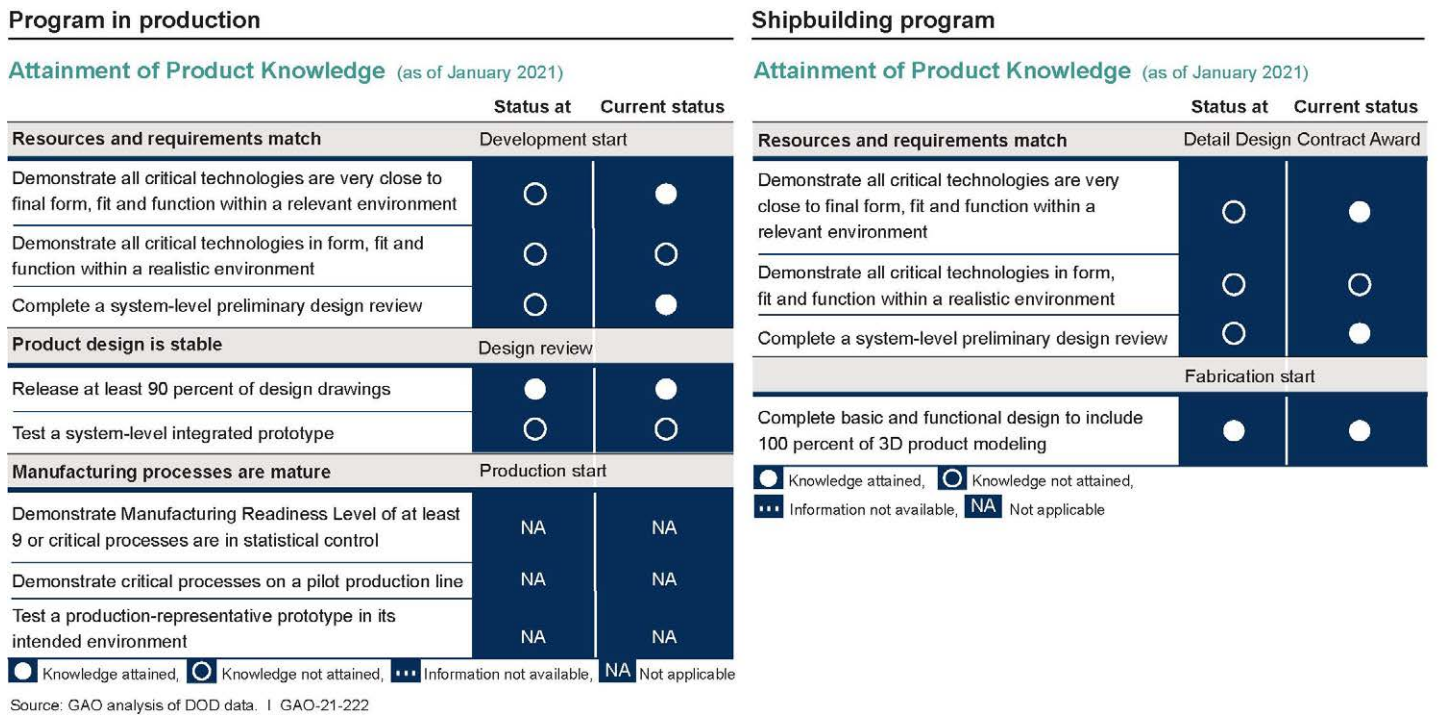 Program in production
Attainment of Product Knowledge (as of January 2021)
Status at Current status
Resources and requirements match Development start
Demonstrate all critical technologies are very close to
final form, fit and function within a relevant environment
Demonstrate all critical technologies in form, fit and
function within a realistic environment
Complete a system-level preliminary design review
Product design is stable Design review
Release at least 90 percent of design drawings
Test a system-level integrated prototype
Manufacturing processes are mature Production start
Demonstrate Manufacturing Readiness Level of at least
9 or critical processes are in statistical control
NA NA
Demonstrate critical processes on a pilot production line NA NA
Test a production-representative prototype in its
intended environment
NA NA
Knowledge attained, Knowledge not attained, Information not available, NA Not applicable
Source: GAO analysis of DOD data. I GAO-21-222
Shipbuilding program
Attainment of Product Knowledge (as of January 2021)
Status at Current status
Resources and requirements match Detail Design Contract Award
Demonstrate all critical technologies are very
close to final form, fit and function within a
relevant environment
Demonstrate all critical technologies in form,
fit and function within a realistic environment
Complete a system-level preliminary design review
Fabrication start
Complete basic and functional design to include
100 percent of 3D product modeling
Knowledge attained, Knowledge not attained,
Information not available, NA Not applicable